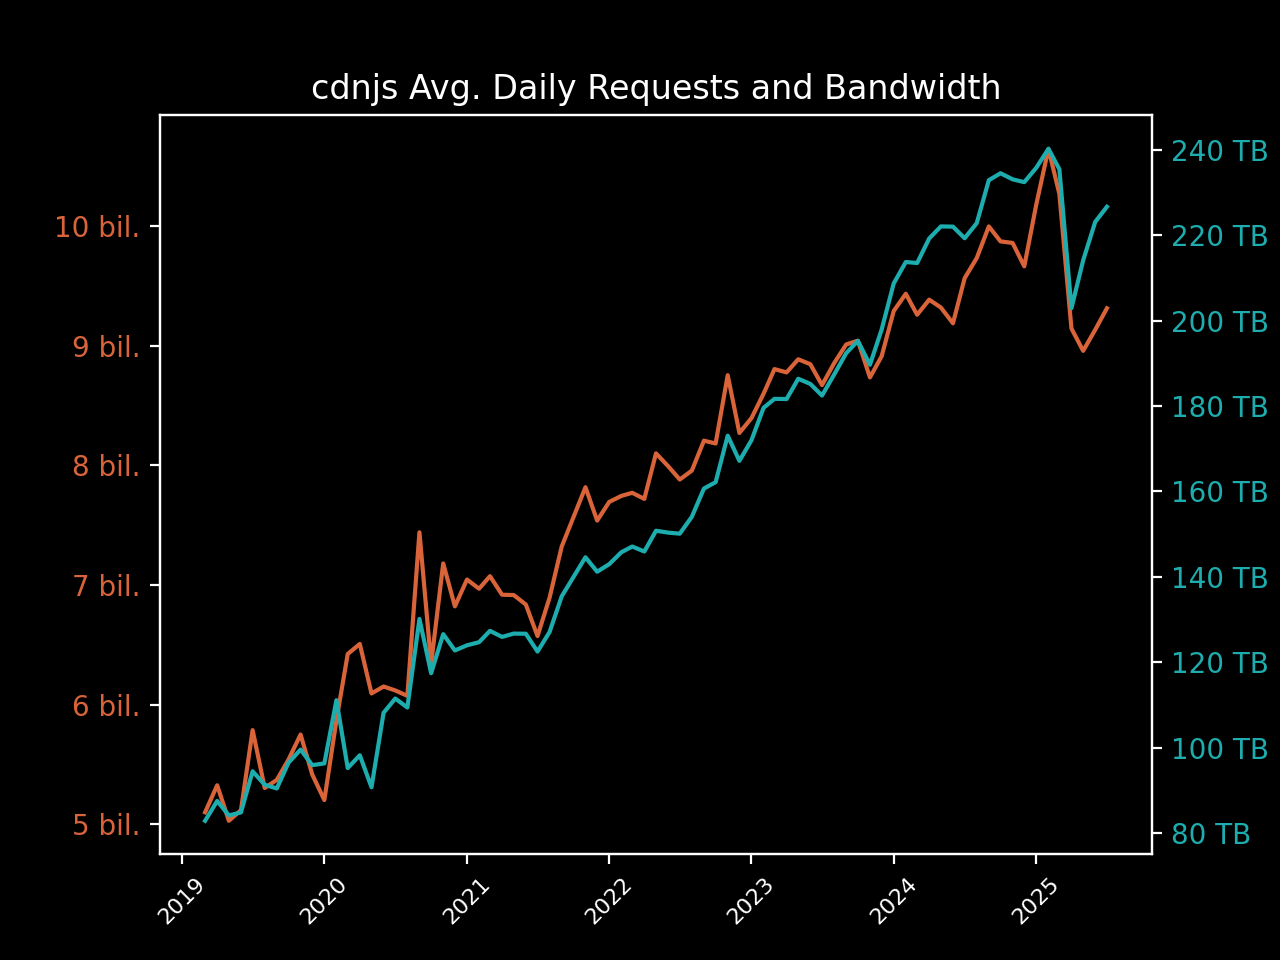 cdnjs Avg. Daily Requests and Bandwidth
240 TB
10 bil.
220 TB
9 bil.
200 TB
180 TB
8 bil.
160 TB
7 bil.
140 TB
120 TB
6 bil.
100 TB
5 bil.
80 TB
2019 2020 2021 2022 2023 2024 2025